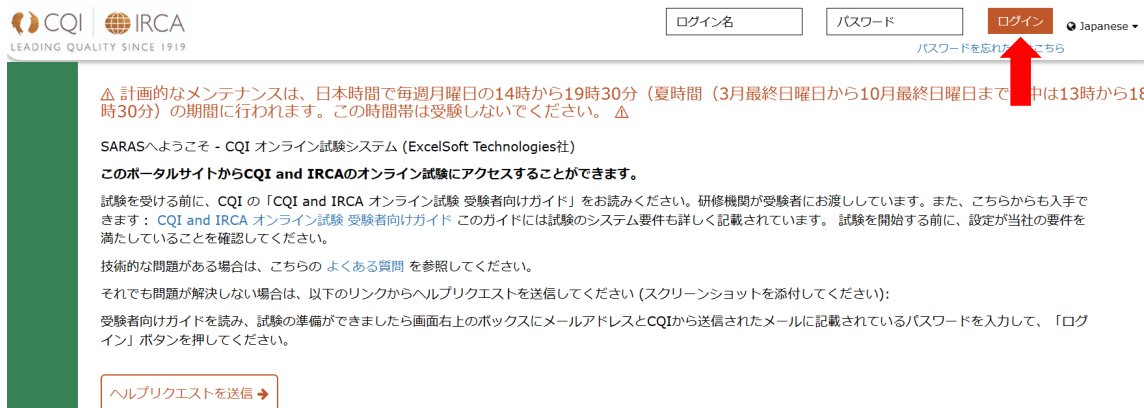 CQI IRCA
LEADING QUALITY SINCE 1919
ログイン名
パスワード
ログイン
Japanese
パスワードを忘れた こちら
計画的なメンテナンスは、日本時間で毎週月曜日の14時から19時30分（夏時間（3月最終日曜日から10月最終日曜日まで 中は13時から18
時30分）の期間に行われます。この時間帯は受験しないでください。
SARASへようこそ - CQI オンライン試験システム (ExcelSoft Technologies社)
このポータルサイトからCQI and IRCAのオンライン試験にアクセスすることができます。
試験を受ける前に、CQI の「CQI and IRCA オンライン試験 受験者向けガイド」をお読みください。研修機関が受験者にお渡ししています。また、こちらからも入手で
きます： CQI and IRCA オンライン試験 受験者向けガイド このガイドには試験のシステム要件も詳しく記載されています。 試験を開始する前に、設定が当社の要件を
満たしていることを確認してください。
技術的な問題がある場合は、こちらの よくある質問 を参照してください。
それでも問題が解決しない場合は、以下のリンクからヘルプリクエストを送信してください (スクリーンショットを添付してください):
受験者向けガイドを読み、試験の準備ができましたら画面右上のボックスにメールアドレスとCQIから送信されたメールに記載されているパスワードを入力して、「ログ
イン」ボタンを押してください。
ヘルプリクエストを送信